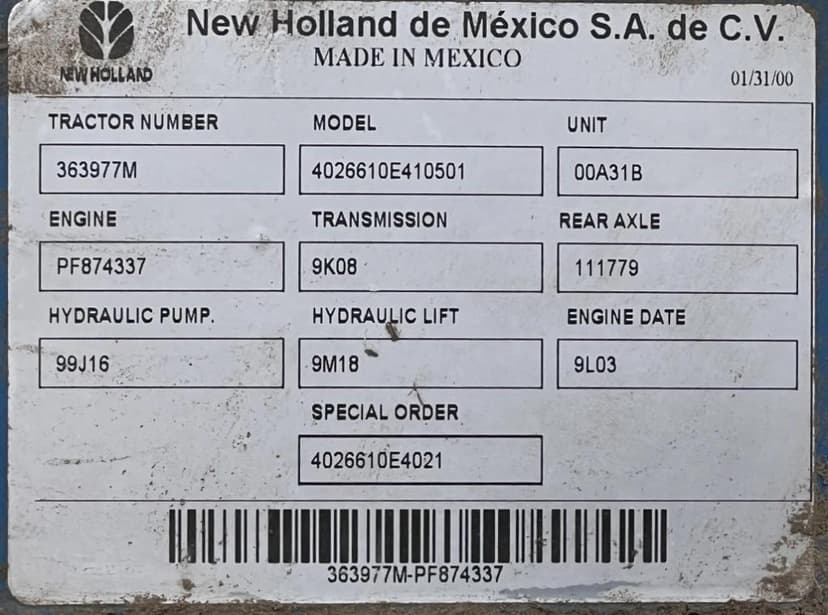 New Holland de México S.A. de C.V.
MADE IN MEXICO
NEW HOLLAND
01/31/00
TRACTOR NUMBER MODEL UNIT
363977M 4026610E410501 00A31B
ENGINE TRANSMISSION REAR AXLE
PF874337 9K08 111779
HYDRAULIC PUMP. HYDRAULIC LIFT ENGINE DATE
99J16 9M18 9L03
SPECIAL ORDER
4026610E4021
363977M-PF874337